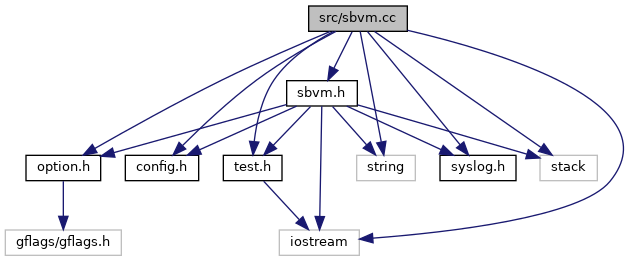 src/sbvm.cc
sbvm.h
option.h
config.h
test.h
string
syslog.h
stack
gflags/gflags.h
iostream